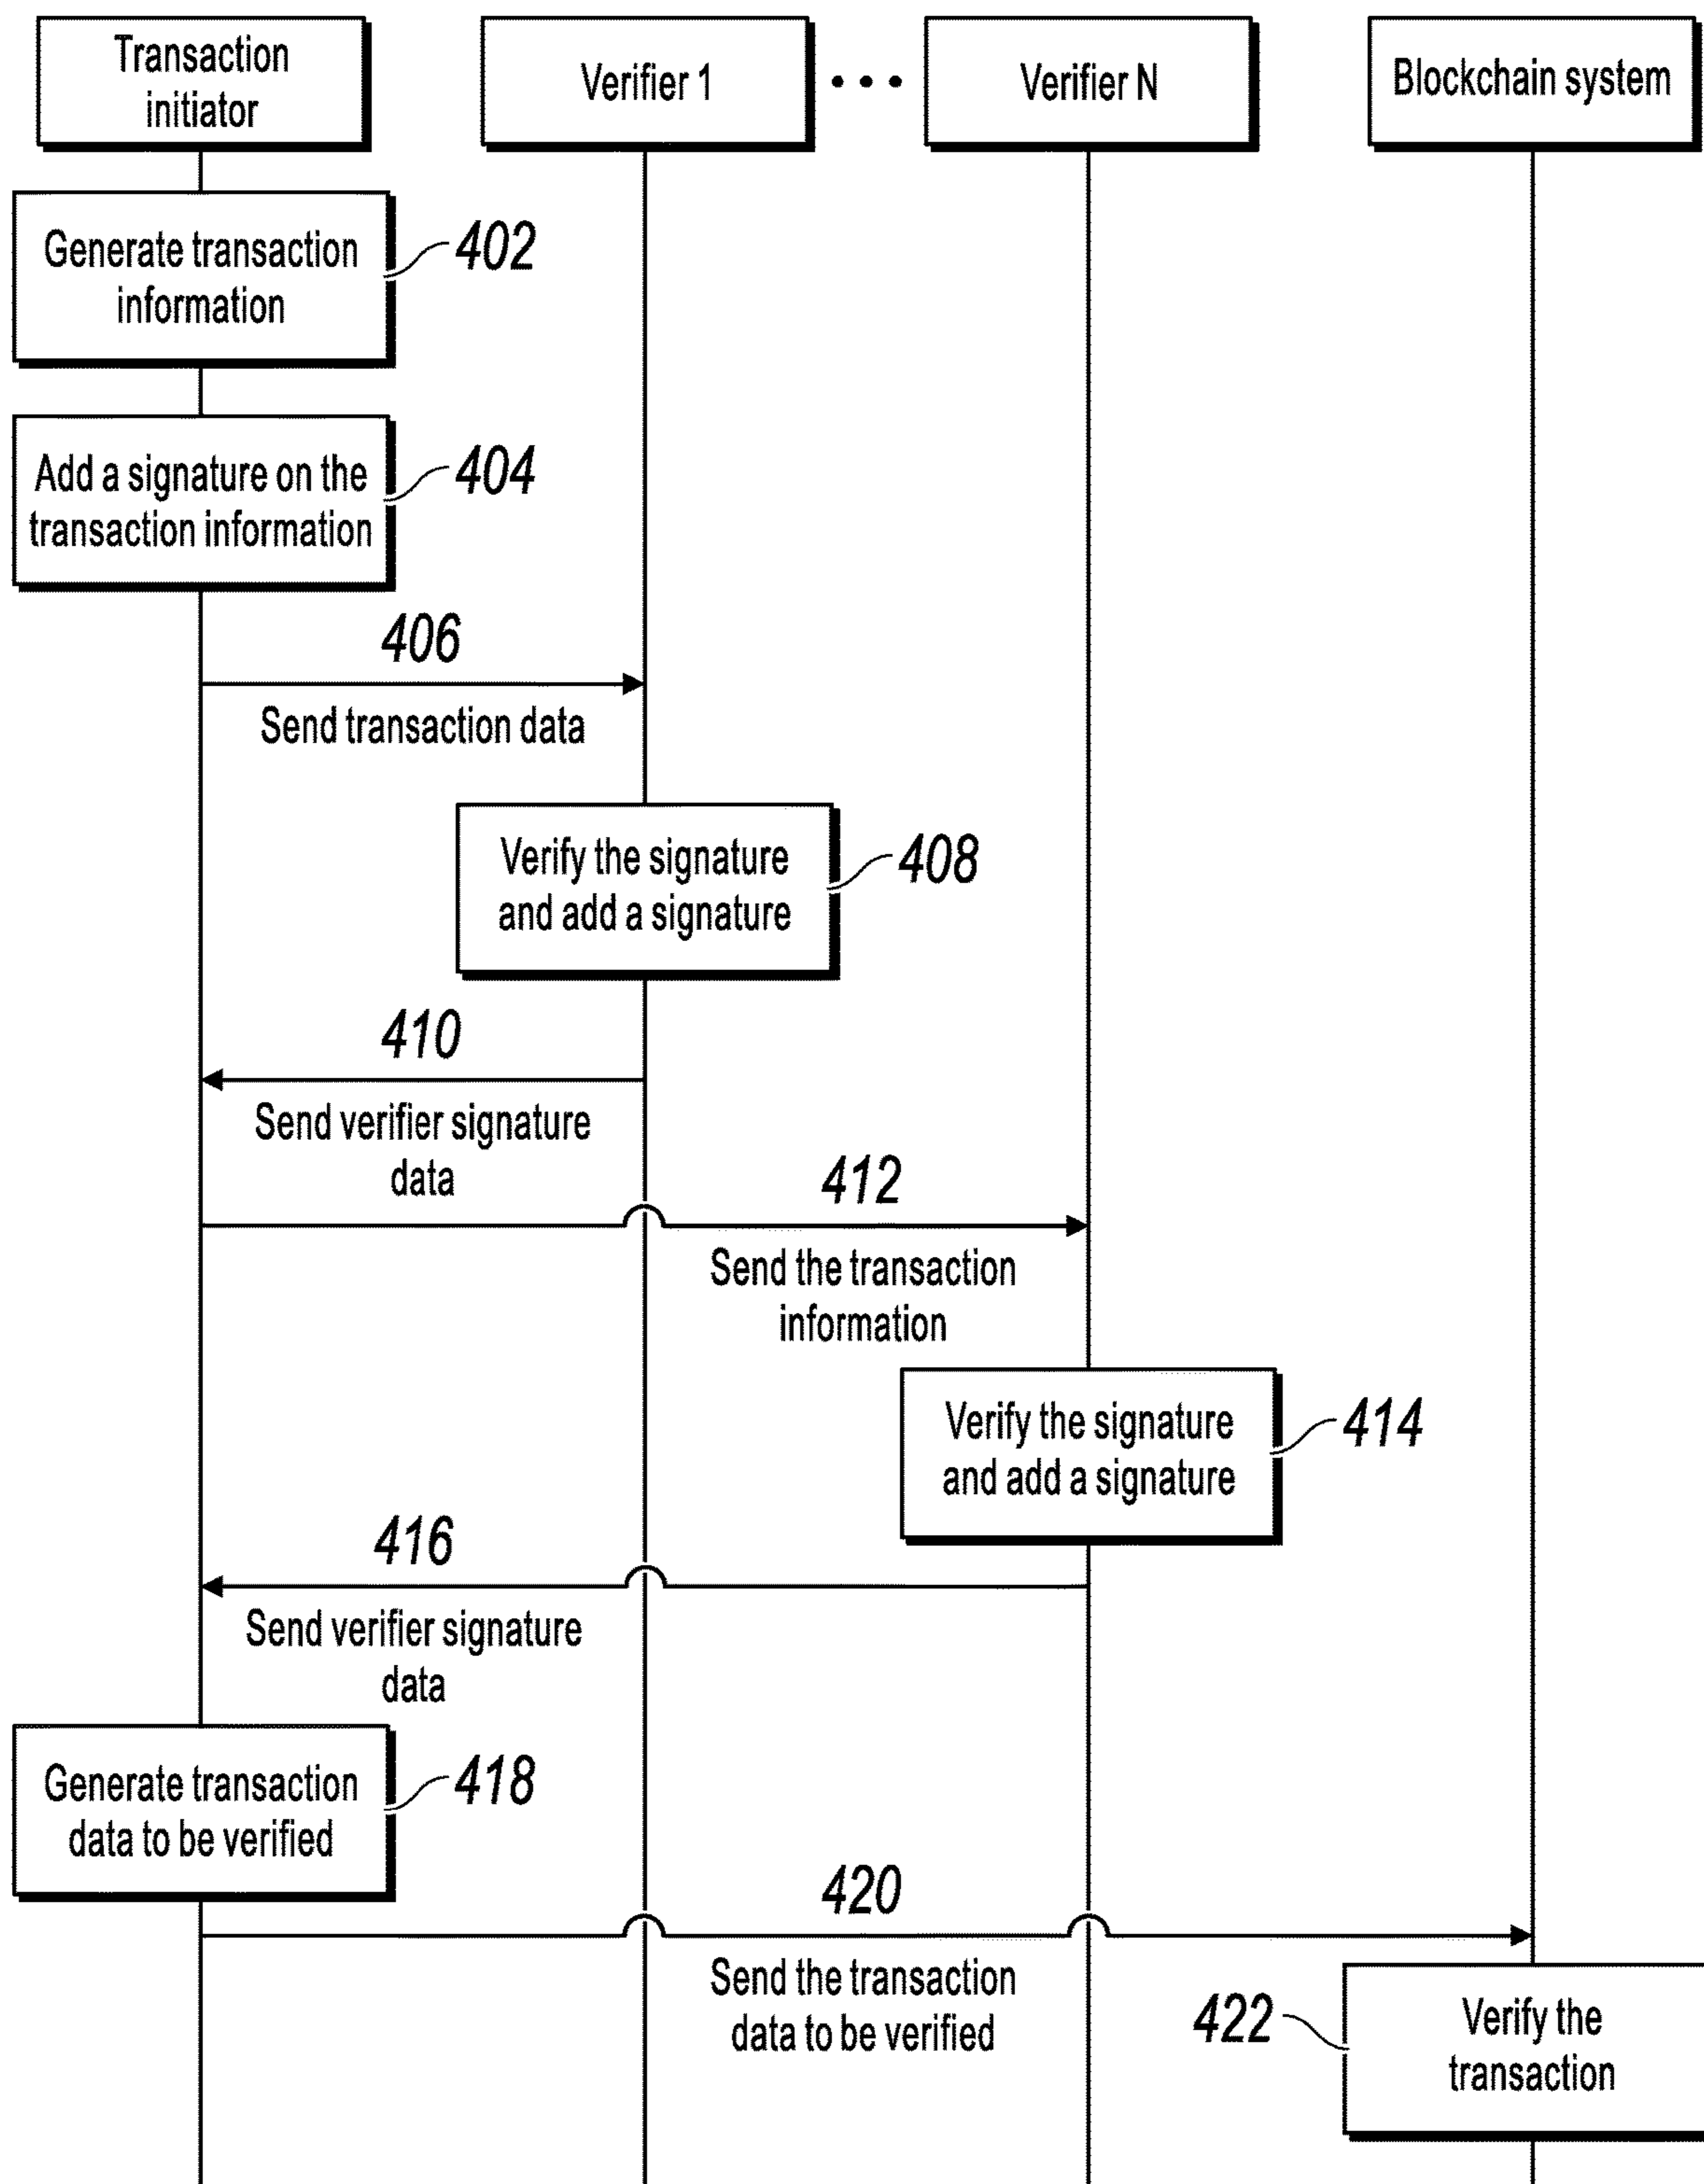 Transaction
initiator
Verifier 1
• • •
Verifier N
Blockchain system
Generate transaction
information
402
Add a signature on the
transaction information
404
406
Send transaction data
Verify the signature
and add a signature
408
410
Send verifier signature
data
412
Send the transaction
information
Verify the signature
and add a signature
414
416
Send verifier signature
data
Generate transaction
data to be verified
418
420
Send the transaction
data to be verified
422
Verify the
transaction